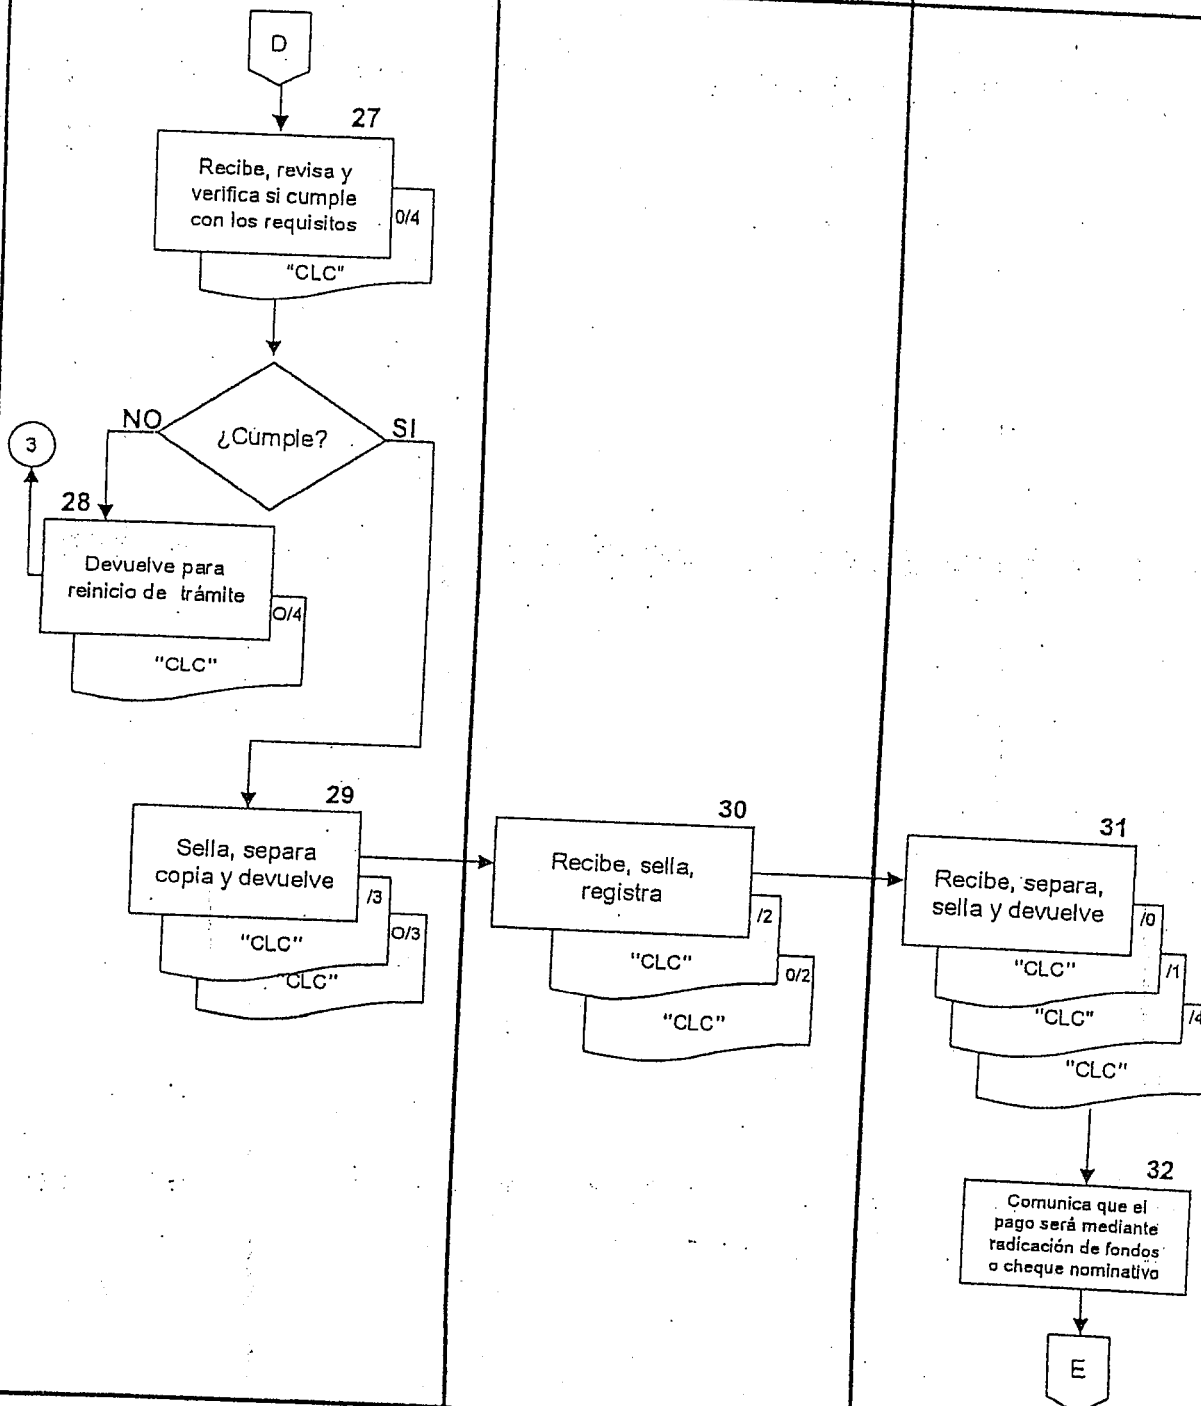 D
27
Recibe, revisa y
verifica si cumple
con los requisitos
0/4
"CLC"
¿Cumple?
NO
SI
3
28
Devuelve para
reinicio de trámite
O/4
"CLC"
29
Sella, separa
copia y devuelve
/3
"CLC"
O/3
"CLC"
30
Recibe, sella,
registra
/2
"CLC"
0/2
"CLC"
31
Recibe, separa,
sella y devuelve
/0
"CLC"
/1
"CLC"
/4
"CLC"
32
Comunica que el
pago será mediante
radicación de fondos
o cheque nominativo
E